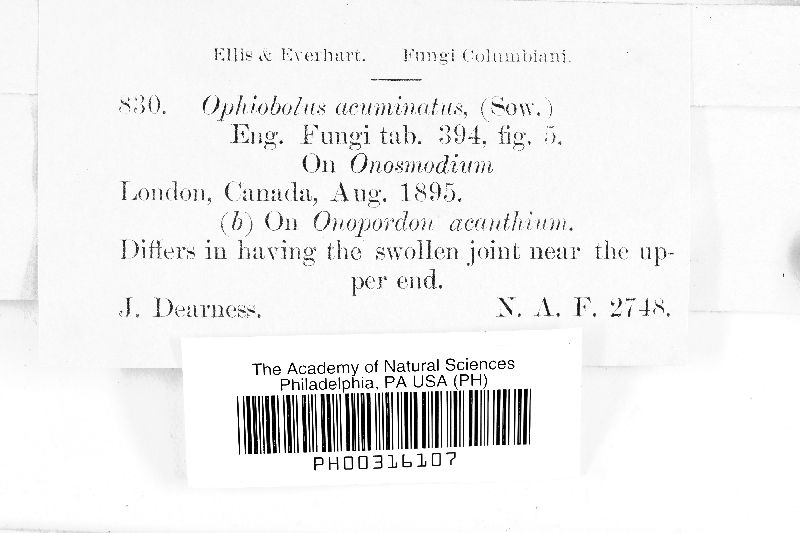 Ellis & Everhart. Fungi Columbiani.
830. Ophiobolus acuminatus, (Sow.)
Eng. Fungi tab. 394, fig. 5.
On Onosmodium
London, Canada, Aug. 1895.
(b) On Onopordon acanthium.
Differs in having the swollen joint near the up-
per end.
J. Dearness. N. A. F. 2748.
The Academy of Natural Sciences
Philadelphia, PA USA (PH)
PH00316107